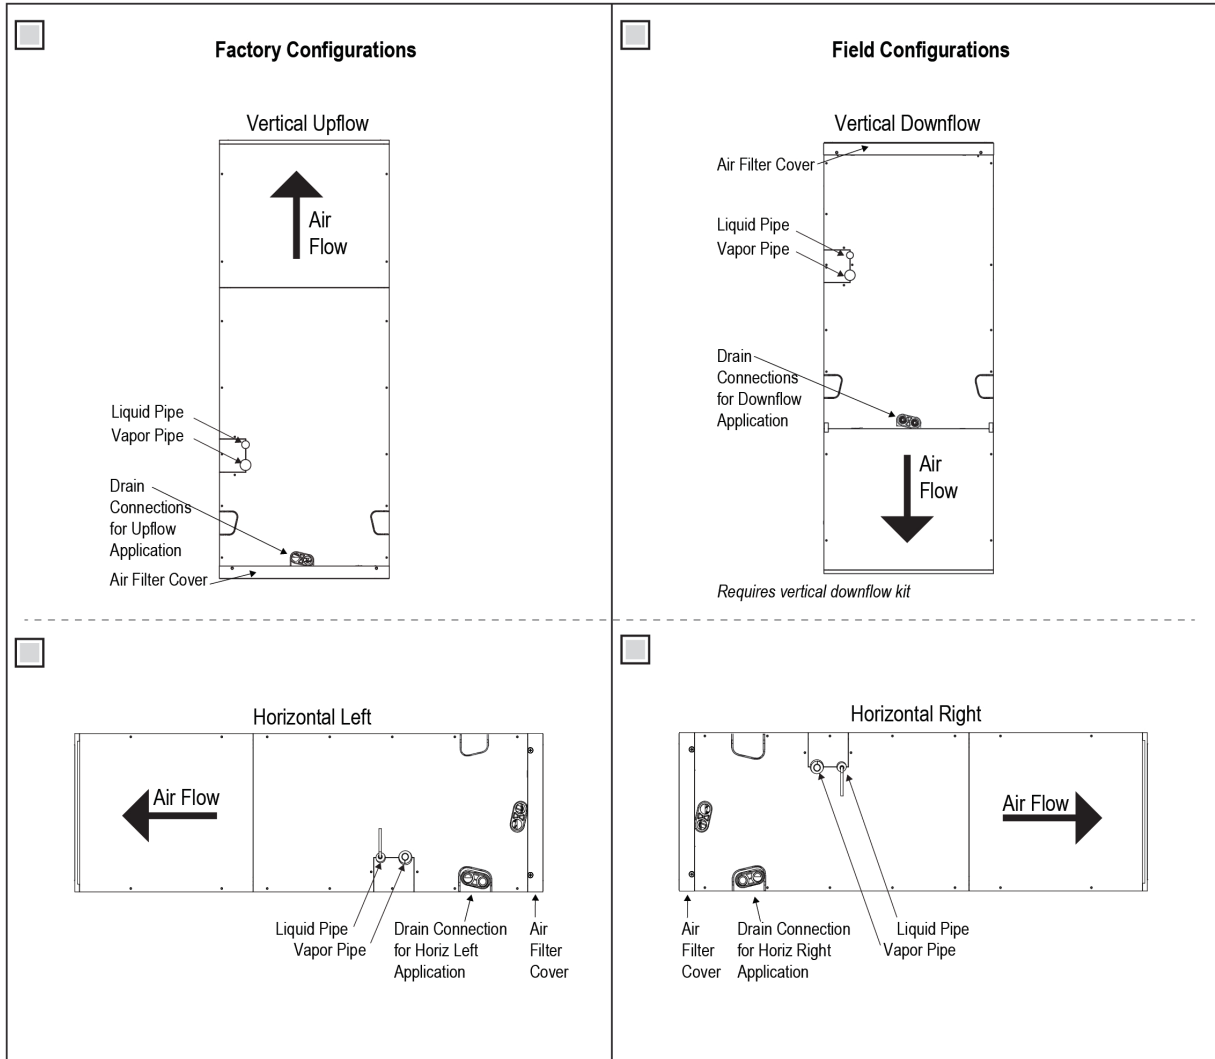 Factory Configurations
Vertical Upflow
Air
Flow
Liquid Pipe
Vapor Pipe
Drain
Connections
for Upflow
Application
Air Filter Cover
Field Configurations
Vertical Downflow
Air Filter Cover
Liquid Pipe
Vapor Pipe
Drain
Connections
for Downflow
Application
Air
Flow
Requires vertical downflow kit
Horizontal Left
Air Flow
Liquid Pipe
Vapor Pipe
Drain Connection
for Horiz Left
Application
Air
Filter
Cover
Horizontal Right
Air Flow
Air
Filter
Cover
Drain Connection
for Horiz Right
Application
Liquid Pipe
Vapor Pipe